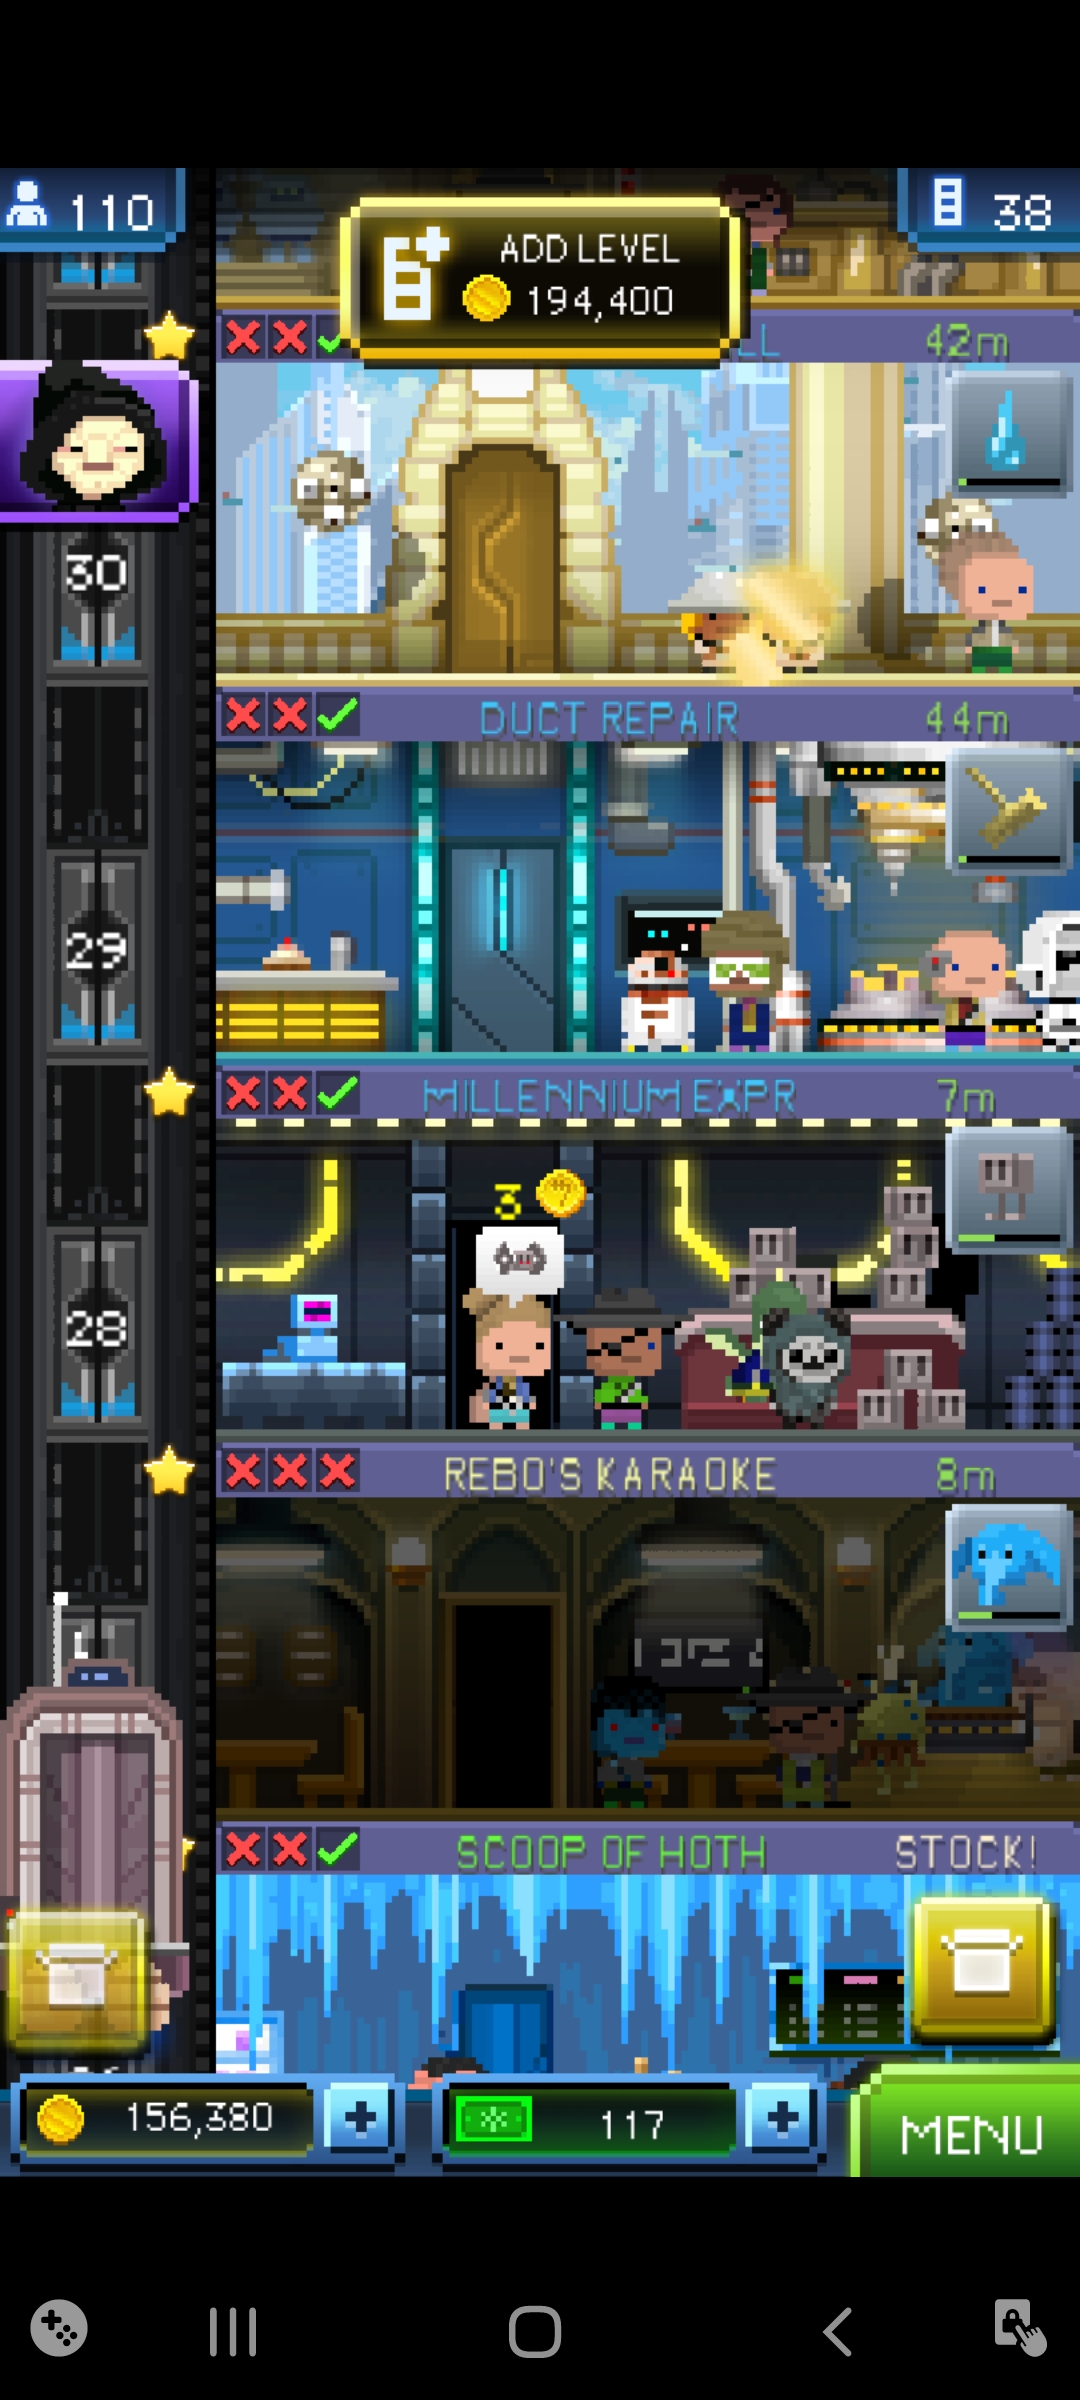 110
ADD LEVEL
194,400
38
LL
42m
30
DUCT REPAIR
44m
29
MILLENNIUM EXPR
7m
3
28
REBO'S KARAOKE
8m
SCOOP OF HOTH
STOCK!
156,380
117
MENU